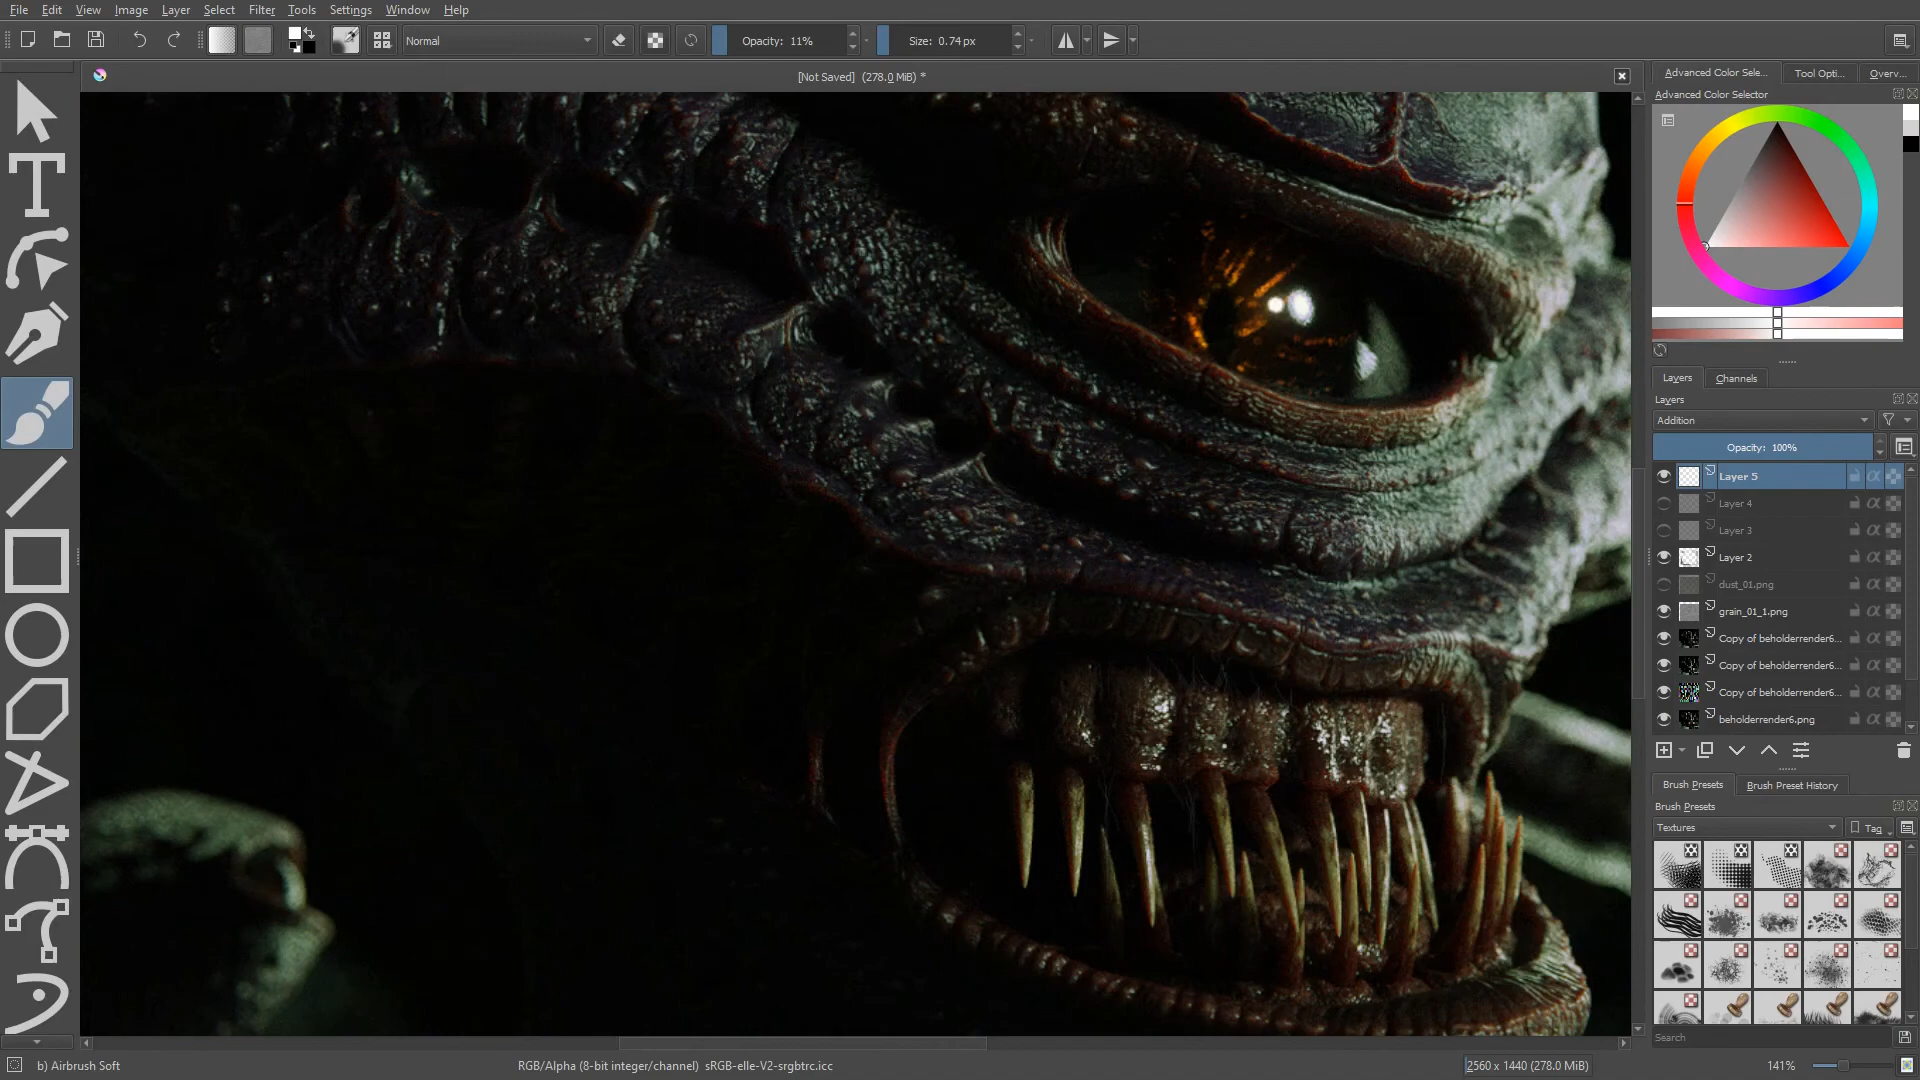 File Edit View Image Layer Select Filter Tools Settings Window Help
Normal
Opacity: 11%
Size: 0.74 px
[Not Saved] (278.0 MiB) *
Advanced Color Sele...
Tool Opti...
Overv...
Advanced Color Selector
Layers
Channels
Layers
Addition
Opacity: 100%
Layer 5
Layer 4
Layer 3
Layer 2
dust_01.png
grain_01_1.png
Copy of beholderrender6...
Copy of beholderrender6...
Copy of beholderrender6...
beholderrender6.png
Brush Presets
Brush Preset History
Brush Presets
Textures
Tag
Search
b) Airbrush Soft
RGB/Alpha (8-bit integer/channel) sRGB-elle-V2-srgbtrc.icc
2560 x 1440 (278.0 MiB)
141%